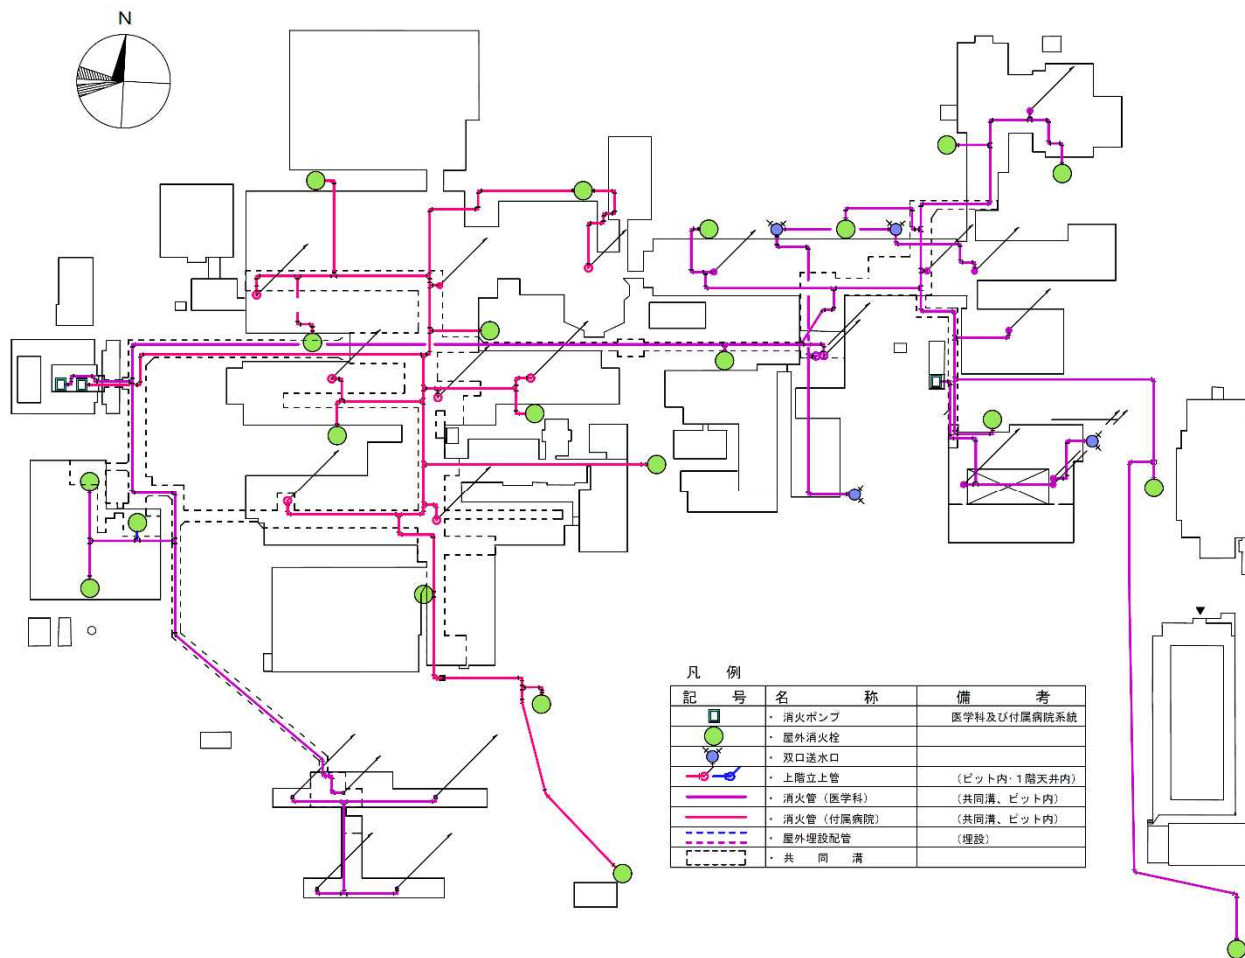 N
凡 例
記 号 名 称 備 考
・ 消火ポンプ 医学科及び付属病院系統
・ 屋外消火栓
・ 双口送水口
・ 上階立上管 (ピット内・1階天井内)
・ 消火管 (医学科) (共同溝、ピット内)
・ 消火管 (付属病院) (共同溝、ピット内)
・ 屋外埋設配管 (埋設)
・ 共 同 溝